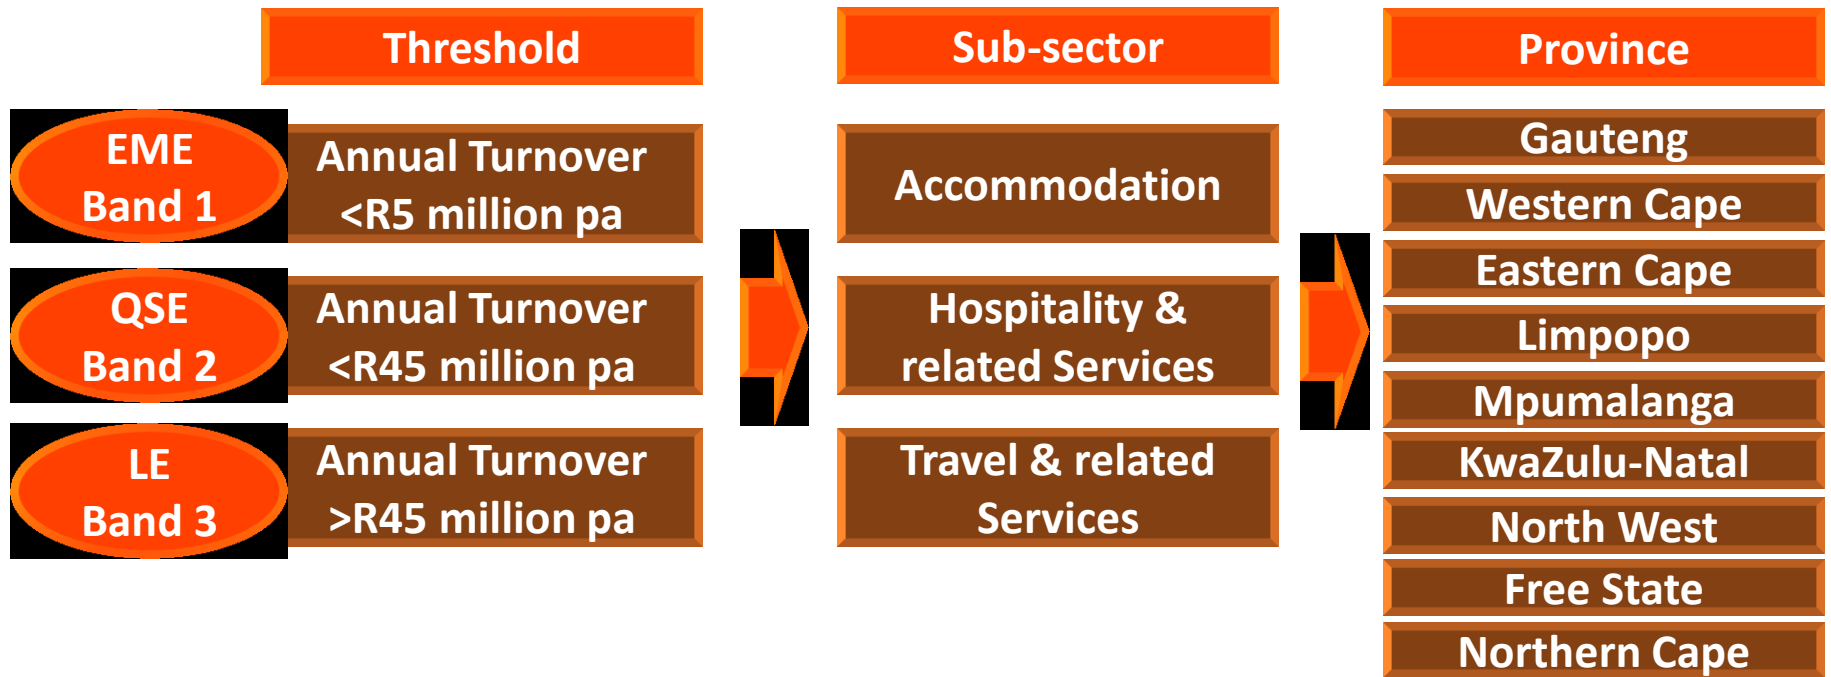 Threshold
Sub-sector
Province
EME
Band 1
Annual Turnover
<R5 million pa
QSE
Band 2
Annual Turnover
<R45 million pa
LE
Band 3
Annual Turnover
>R45 million pa
Accommodation
Hospitality &
related Services
Travel & related
Services
Gauteng
Western Cape
Eastern Cape
Limpopo
Mpumalanga
KwaZulu-Natal
North West
Free State
Northern Cape